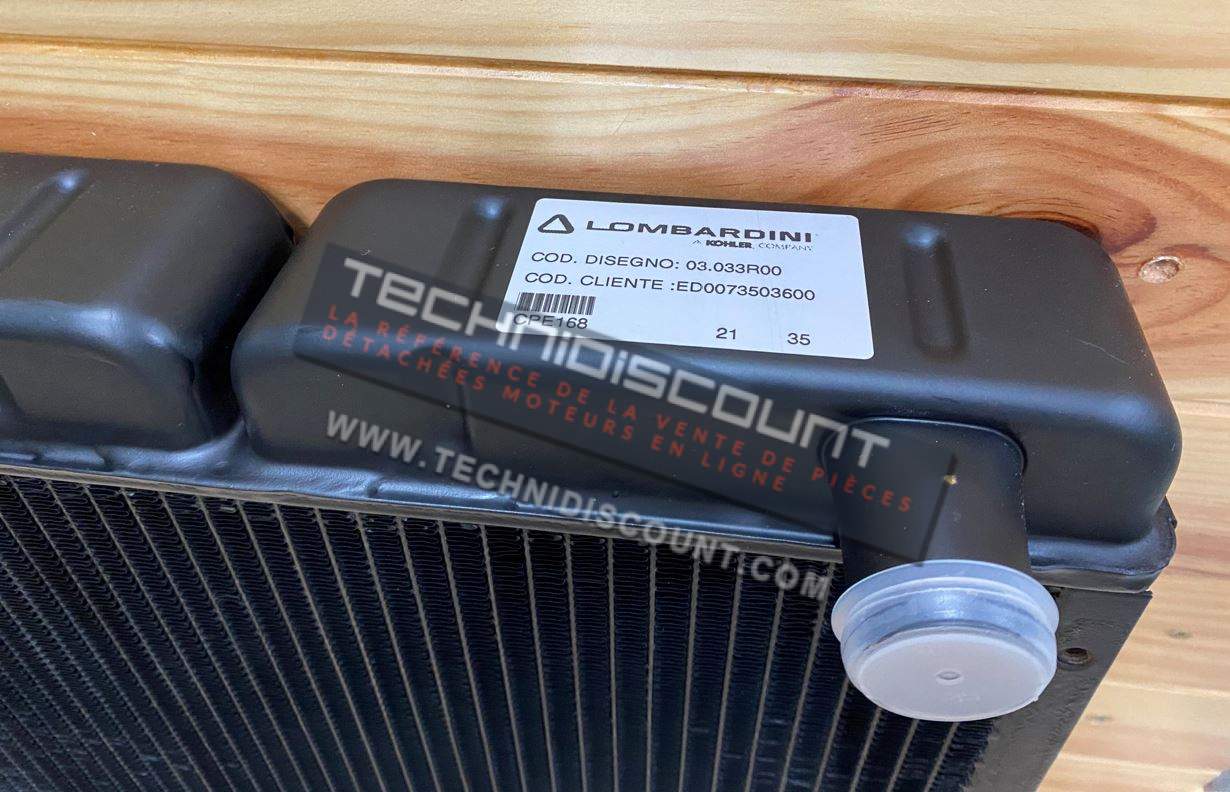 LOMBARDINI
A KOHLER COMPANY
COD. DISEGNO: 03.033R00
COD. CLIENTE :ED0073503600
CPE168
21 35
TECHNIDISCOUNT
LA RÉFÉRENCE DE LA VENTE DE PIÈCES
DÉTACHÉES MOTEURS EN LIGNE
WWW.TECHNIDISCOUNT.COM